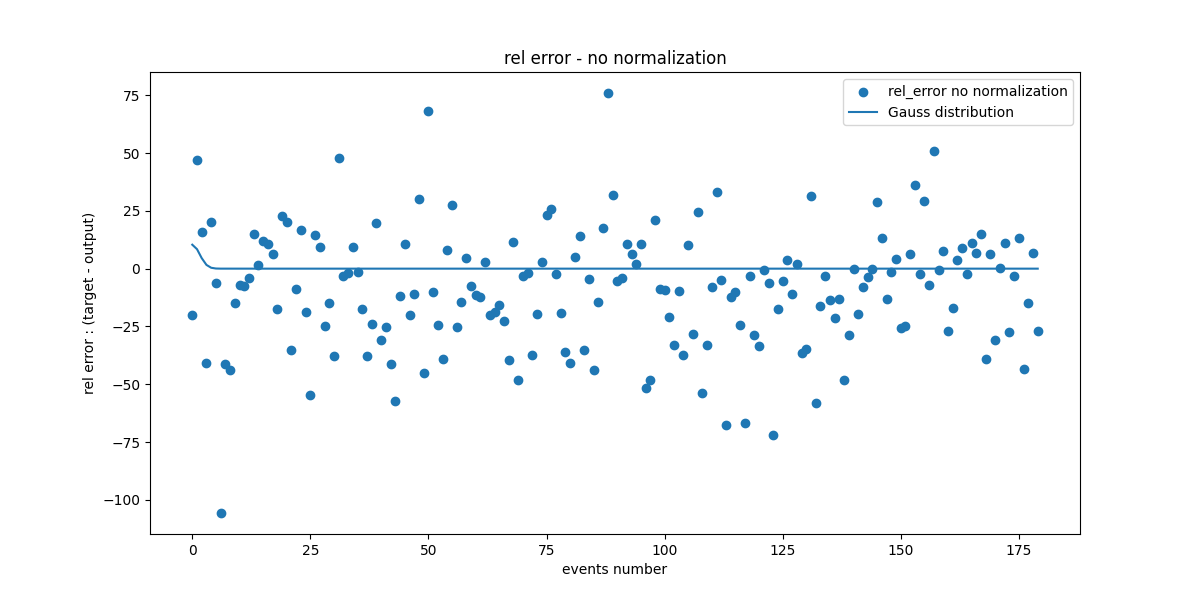 rel error - no normalization
rel_error no normalization
Gauss distribution
rel error : (target - output)
75
50
25
0
−25
−50
−75
−100
0 25 50 75 100 125 150 175
events number